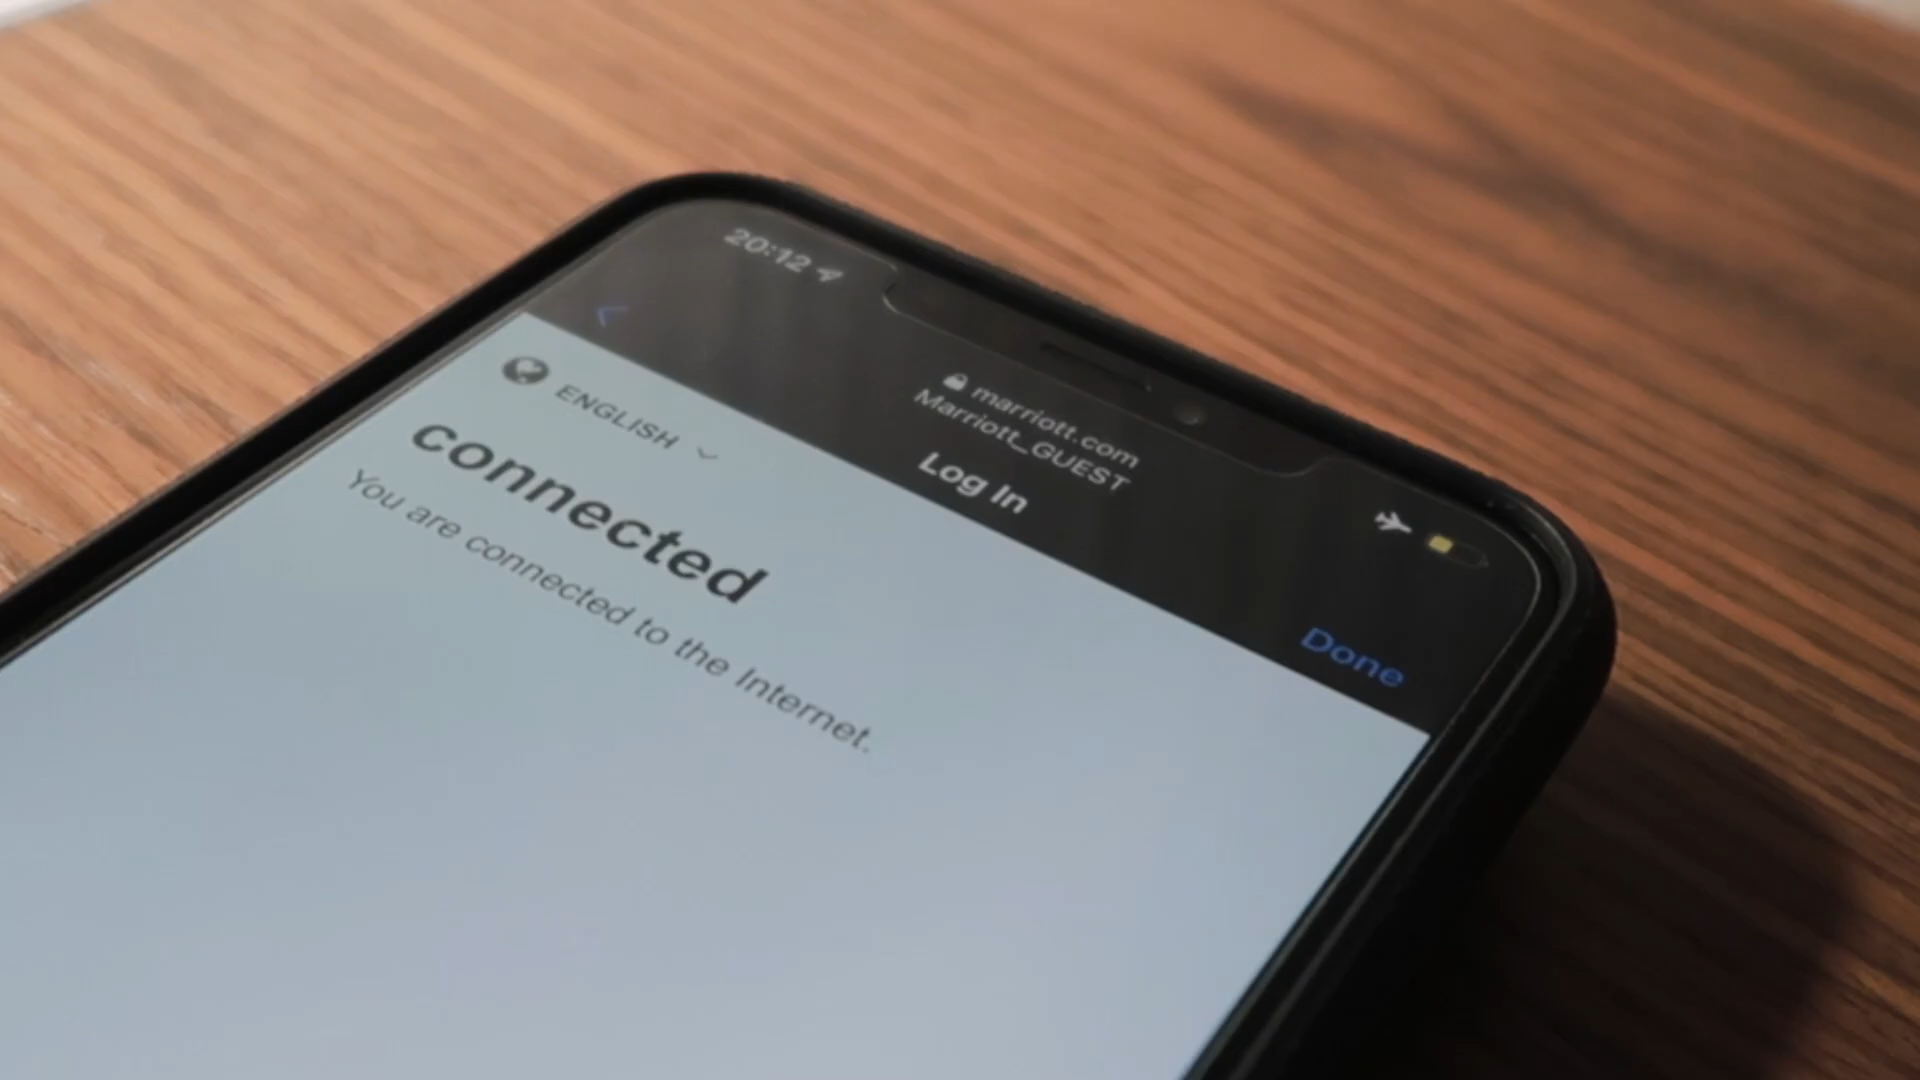 20:12
marriott.com
Marriott_GUEST
Log In
Done
ENGLISH
connected
You are connected to the Internet.